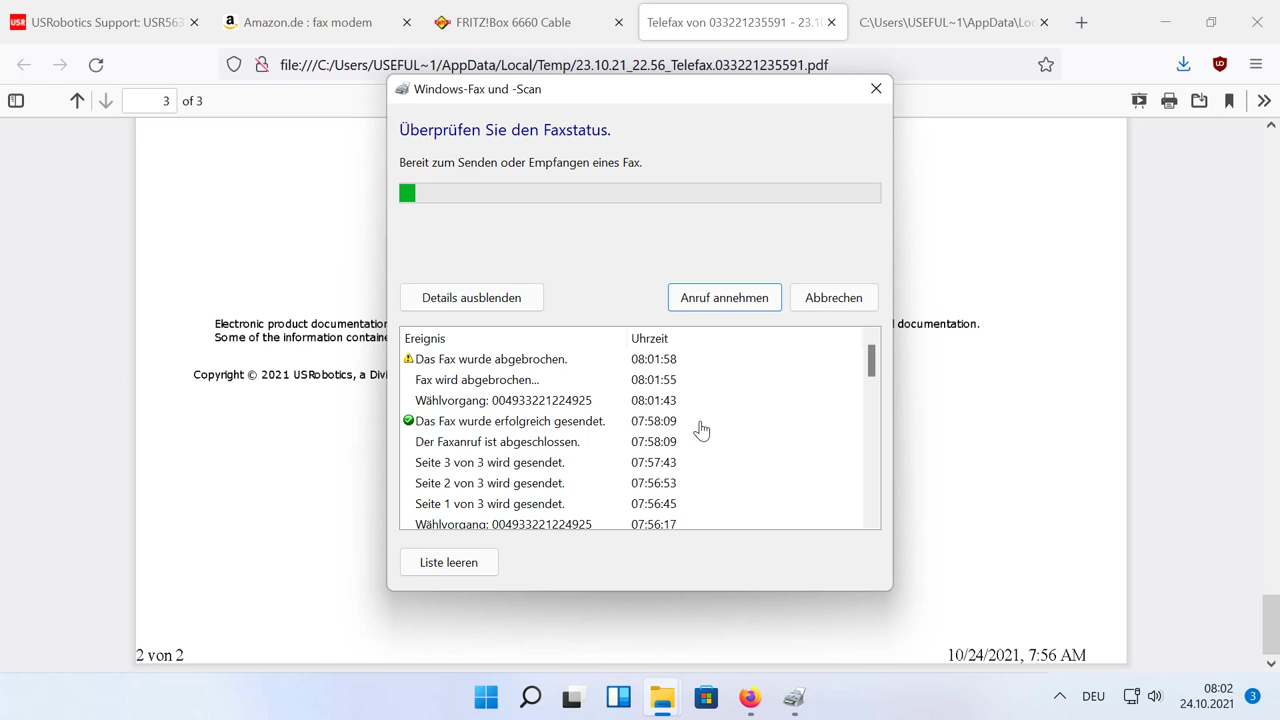 USRobotics Support: USR563
Amazon.de : fax modem
FRITZ!Box 6660 Cable
Telefax von 033221235591 - 23.10
C:\Users\USEFUL~1\AppData\Loc
file:///C:/Users/USEFUL~1/AppData/Local/Temp/23.10.21_22.56_Telefax.033221235591.pdf
3 of 3
Windows-Fax und -Scan
Überprüfen Sie den Faxstatus.
Bereit zum Senden oder Empfangen eines Fax.
Details ausblenden
Anruf annehmen
Abbrechen
Ereignis Uhrzeit
Das Fax wurde abgebrochen. 08:01:58
Fax wird abgebrochen... 08:01:55
Wählvorgang: 004933221224925 08:01:43
Das Fax wurde erfolgreich gesendet. 07:58:09
Der Faxanruf ist abgeschlossen. 07:58:09
Seite 3 von 3 wird gesendet. 07:57:43
Seite 2 von 3 wird gesendet. 07:56:53
Seite 1 von 3 wird gesendet. 07:56:45
Wählvorgang: 004933221224925 07:56:17
Liste leeren
Electronic product documentation
documentation.
Some of the information contain
Copyright © 2021 USRobotics, a Divi
2 von 2
10/24/2021, 7:56 AM
DEU
08:02
24.10.2021
3